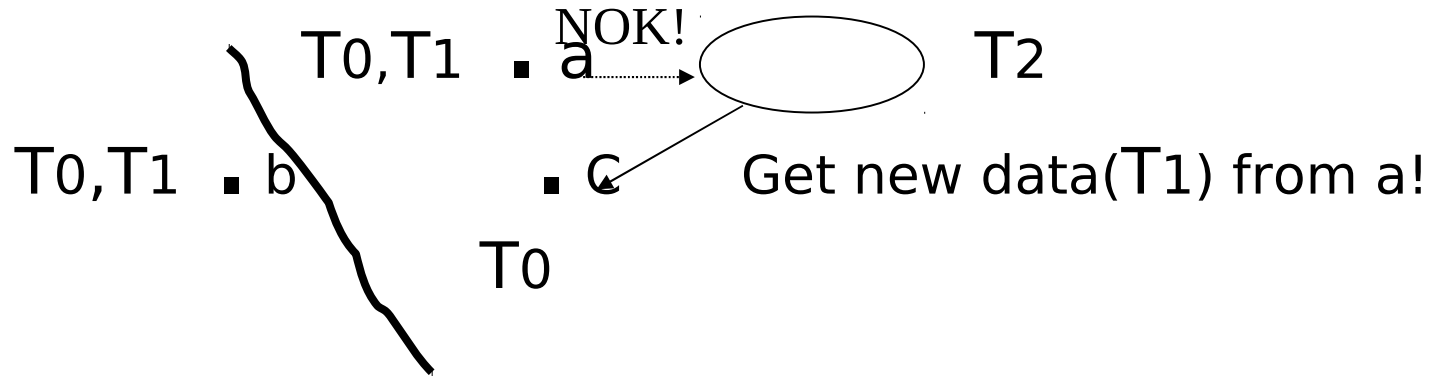 NOK!
T0,T1 ▪ a T2
T0,T1 ▪ b ▪ c Get new data(T1) from a!
T0